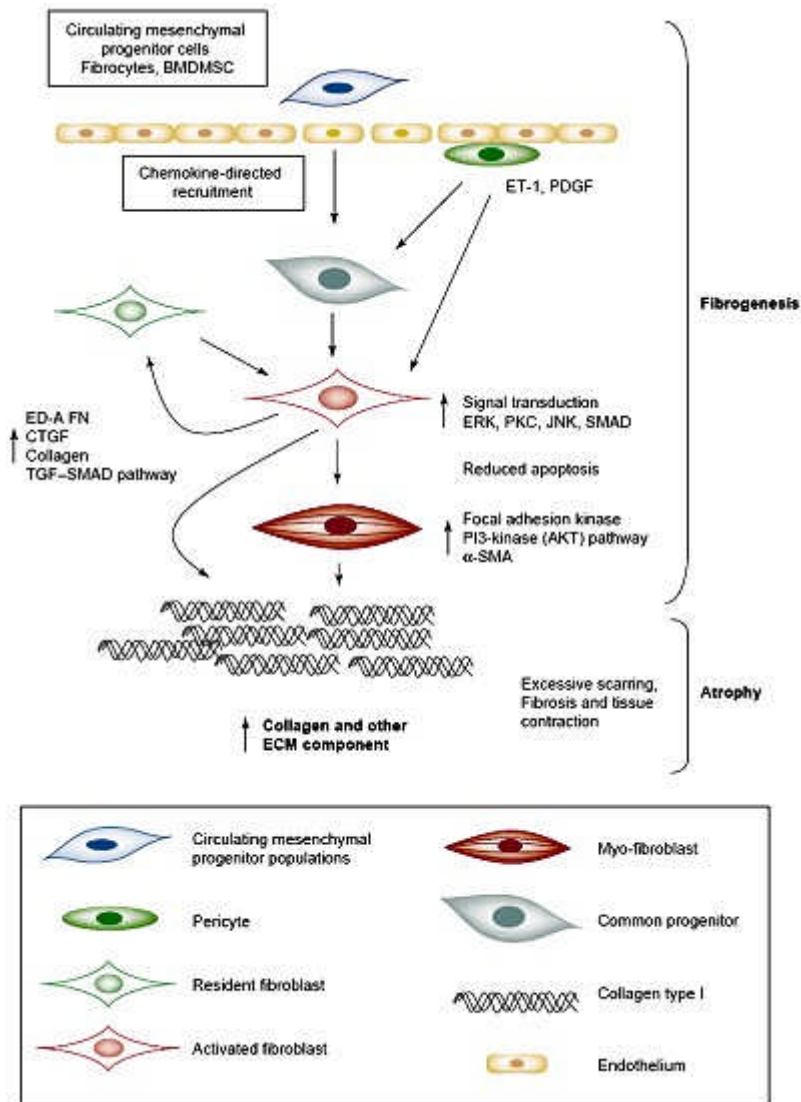 Circulating mesenchymal
progenitor cells
Fibrocytes, BMDMSC
Chemokine-directed
recruitment
ET-1, PDGF
Fibrogenesis
ED-A FN
CTGF
Collagen
TGF–SMAD pathway
Signal transduction
ERK, PKC, JNK, SMAD
Reduced apoptosis
Focal adhesion kinase
PI3-kinase (AKT) pathway
α-SMA
Excessive scarring,
Fibrosis and tissue
contraction
Atrophy
Collagen and other
ECM component
Circulating mesenchymal
progenitor populations
Myo-fibroblast
Pericyte
Common progenitor
Resident fibroblast
Collagen type I
Activated fibroblast
Endothelium